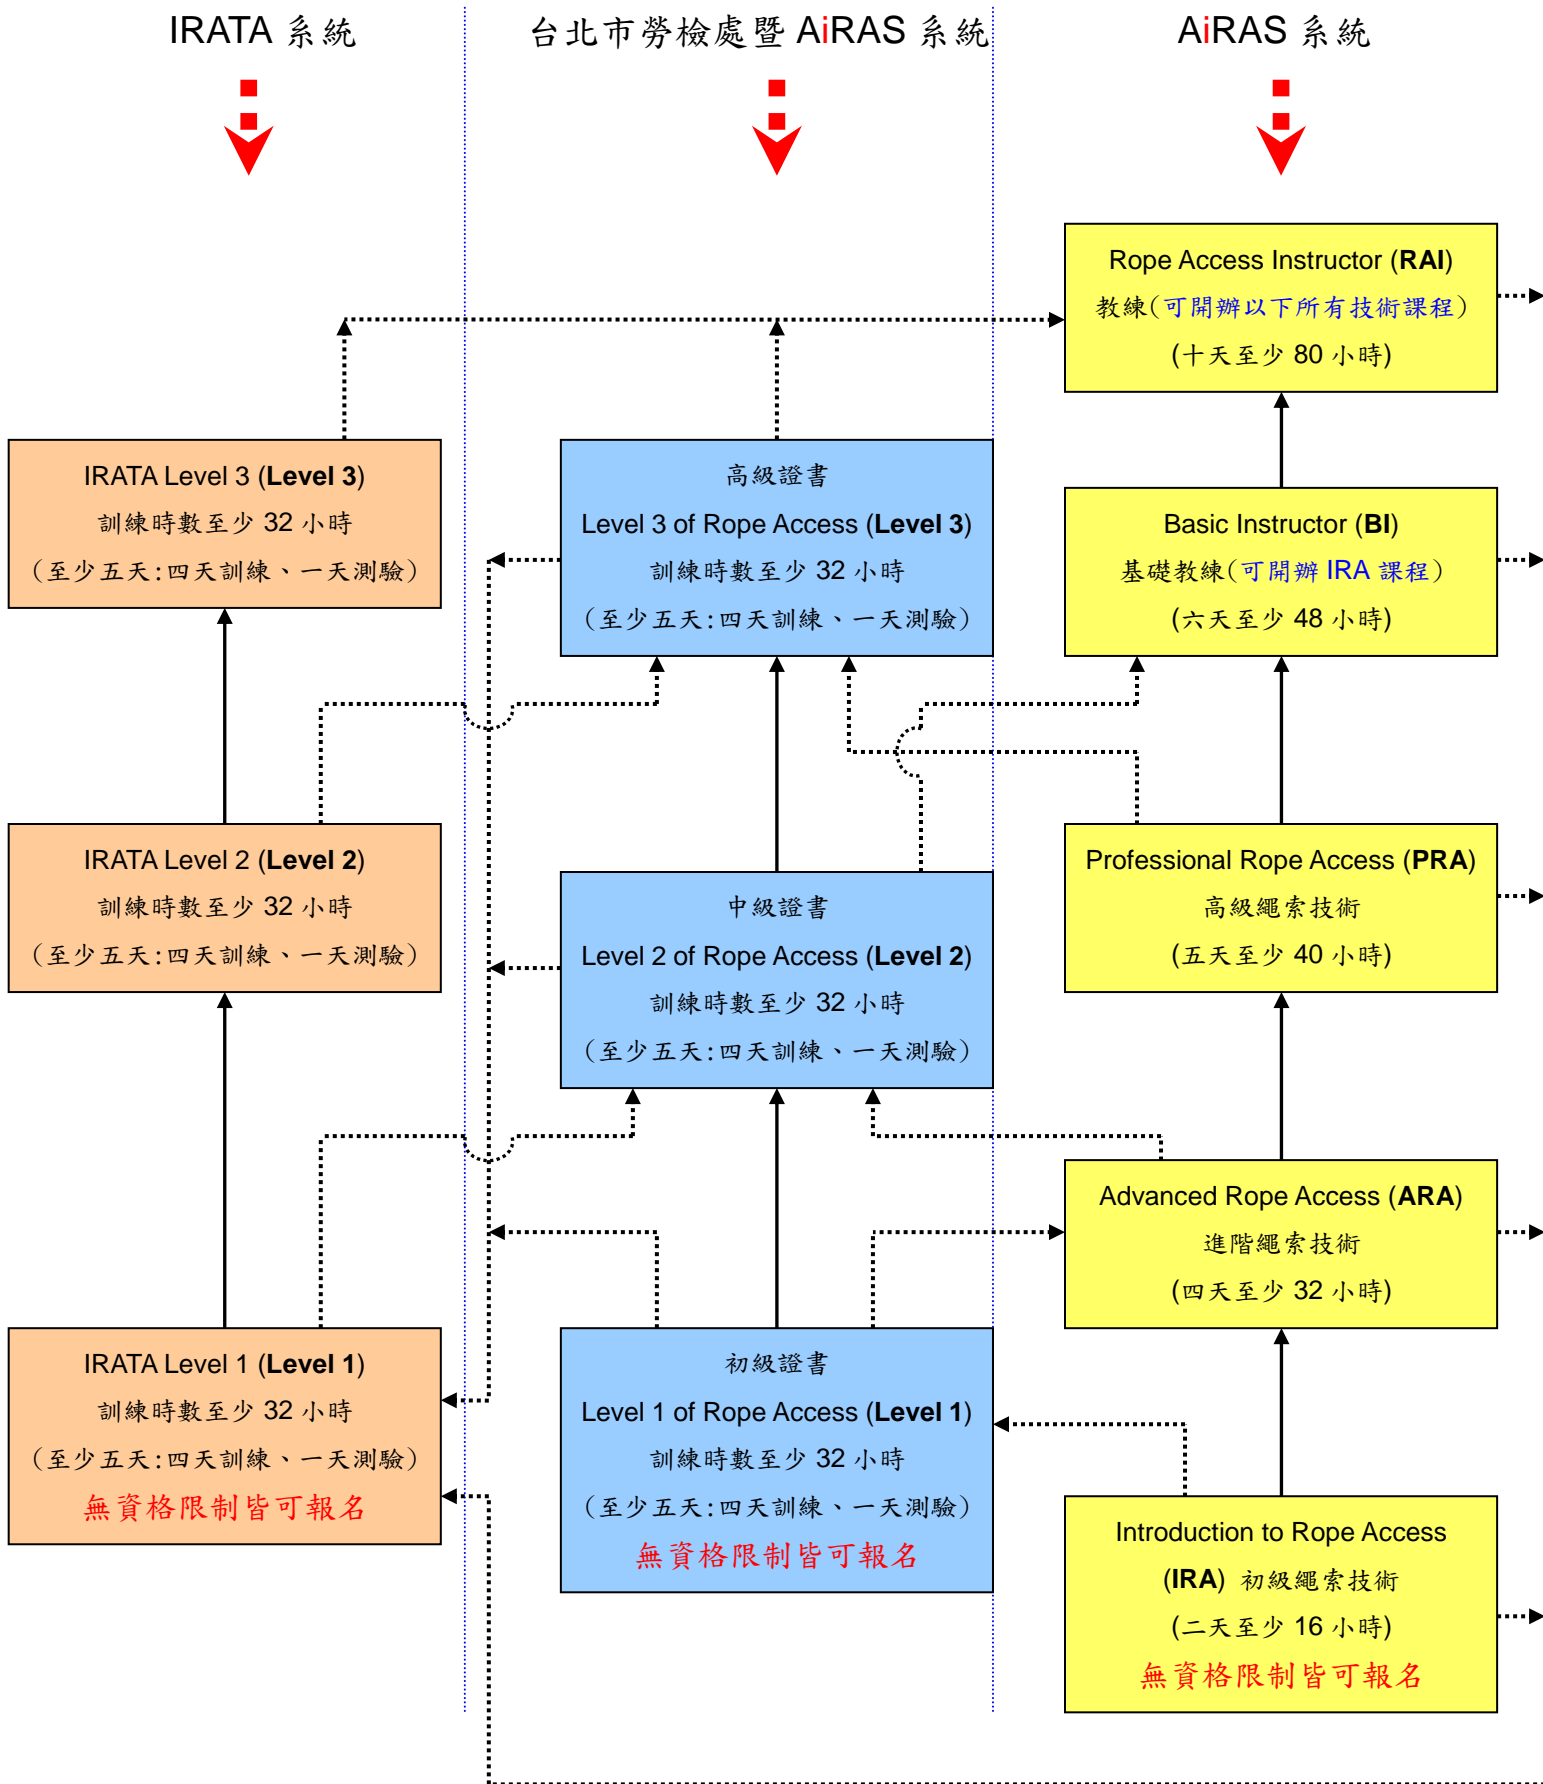 IRATA 系統
台北市勞檢處暨 AiRAS 系統
AiRAS 系統
Rope Access Instructor (RAI)
教練(可開辦以下所有技術課程)
(十天至少 80 小時)
IRATA Level 3 (Level 3)
訓練時數至少 32 小時
(至少五天:四天訓練、一天測驗)
高級證書
Level 3 of Rope Access (Level 3)
訓練時數至少 32 小時
(至少五天:四天訓練、一天測驗)
Basic Instructor (BI)
基礎教練(可開辦 IRA 課程)
(六天至少 48 小時)
IRATA Level 2 (Level 2)
訓練時數至少 32 小時
(至少五天:四天訓練、一天測驗)
中級證書
Level 2 of Rope Access (Level 2)
訓練時數至少 32 小時
(至少五天:四天訓練、一天測驗)
Professional Rope Access (PRA)
高級繩索技術
(五天至少 40 小時)
Advanced Rope Access (ARA)
進階繩索技術
(四天至少 32 小時)
IRATA Level 1 (Level 1)
訓練時數至少 32 小時
(至少五天:四天訓練、一天測驗)
無資格限制皆可報名
初級證書
Level 1 of Rope Access (Level 1)
訓練時數至少 32 小時
(至少五天:四天訓練、一天測驗)
無資格限制皆可報名
Introduction to Rope Access
(IRA) 初級繩索技術
(二天至少 16 小時)
無資格限制皆可報名